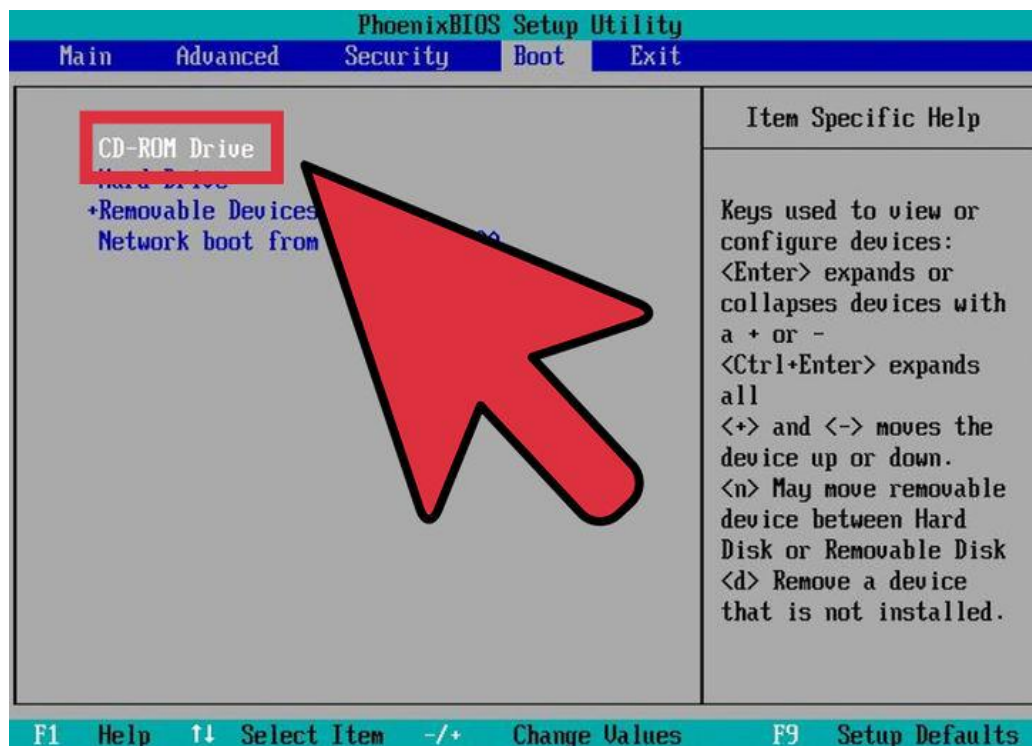 PhoenixBIOS Setup Utility
Main Advanced Security Boot Exit
CD-ROM Drive
Drive
+Removable Devices
Network boot from
Item Specific Help
Keys used to view or
configure devices:
<Enter> expands or
collapses devices with
a + or -
<Ctrl+Enter> expands
all
<+> and <-> moves the
device up or down.
<n> May move removable
device between Hard
Disk or Removable Disk
<d> Remove a device
that is not installed.
F1 Help ↑↓ Select Item -/+ Change Values F9 Setup Defaults